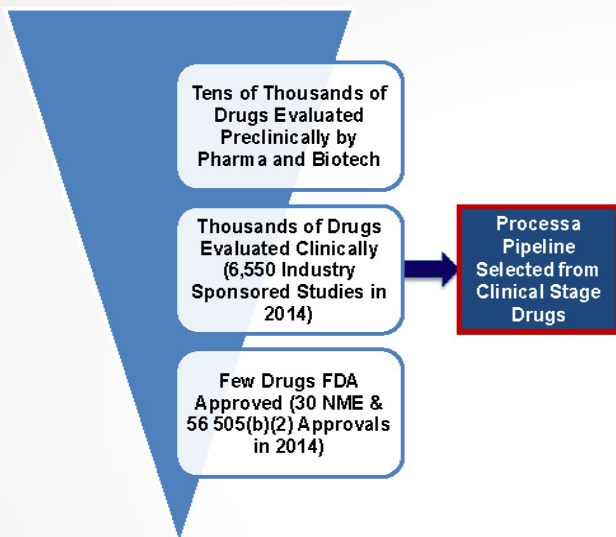 Tens of Thousands of
Drugs Evaluated
Preclinically by
Pharma and Biotech
Thousands of Drugs
Evaluated Clinically
(6,550 Industry
Sponsored Studies in
2014)
Processa
Pipeline
Selected from
Clinical Stage
Drugs
Few Drugs FDA
Approved (30 NME &
56 505(b)(2) Approvals
in 2014)